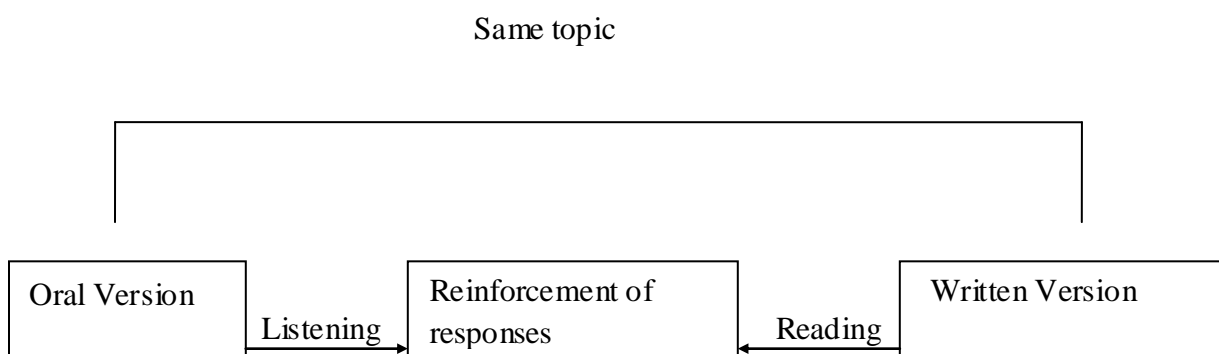 Same topic
Oral Version
Listening
Reinforcement of
responses
Reading
Written Version